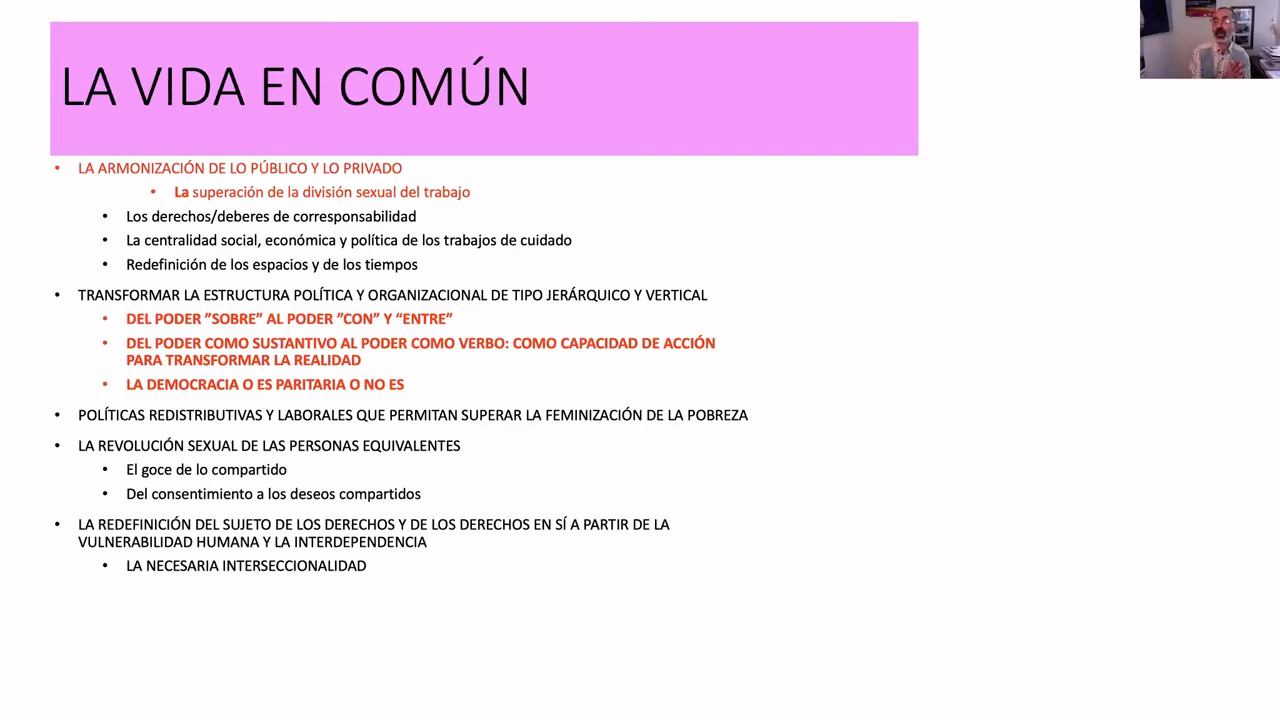 LA VIDA EN COMÚN
• LA ARMONIZACIÓN DE LO PÚBLICO Y LO PRIVADO
• La superación de la división sexual del trabajo
• Los derechos/deberes de corresponsabilidad
• La centralidad social, económica y política de los trabajos de cuidado
• Redefinición de los espacios y de los tiempos
• TRANSFORMAR LA ESTRUCTURA POLÍTICA Y ORGANIZACIONAL DE TIPO JERÁRQUICO Y VERTICAL
• DEL PODER ”SOBRE” AL PODER ”CON” Y “ENTRE”
• DEL PODER COMO SUSTANTIVO AL PODER COMO VERBO: COMO CAPACIDAD DE ACCIÓN
PARA TRANSFORMAR LA REALIDAD
• LA DEMOCRACIA O ES PARITARIA O NO ES
• POLÍTICAS REDISTRIBUTIVAS Y LABORALES QUE PERMITAN SUPERAR LA FEMINIZACIÓN DE LA POBREZA
• LA REVOLUCIÓN SEXUAL DE LAS PERSONAS EQUIVALENTES
• El goce de lo compartido
• Del consentimiento a los deseos compartidos
• LA REDEFINICIÓN DEL SUJETO DE LOS DERECHOS Y DE LOS DERECHOS EN SÍ A PARTIR DE LA
VULNERABILIDAD HUMANA Y LA INTERDEPENDENCIA
• LA NECESARIA INTERSECCIONALIDAD